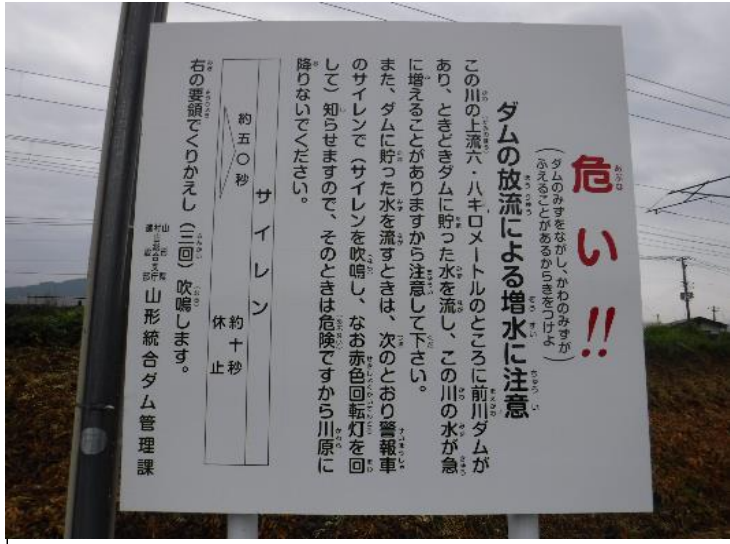 危い!!
(ダムのみずをながし、かわのみずが
ふえることがあるからきをつけよ)
ダムの放流による増水に注意
この川の上流六・八キロメートルのところに前川ダムが
あり、ときどきダムに貯った水を流し、この川の水が急
に増えることがありますから注意して下さい。
また、ダムに貯った水を流すときは、次のとおり警報車
のサイレンで(サイレンを吹鳴し、なお赤色回転灯を回
して)知らせますので、そのときは危険ですから川原に
降りないでください。
サイレン
約五〇秒
約十秒
休止
右の要領でくりかえし(三回)吹鳴します。
山形統合ダム管理課